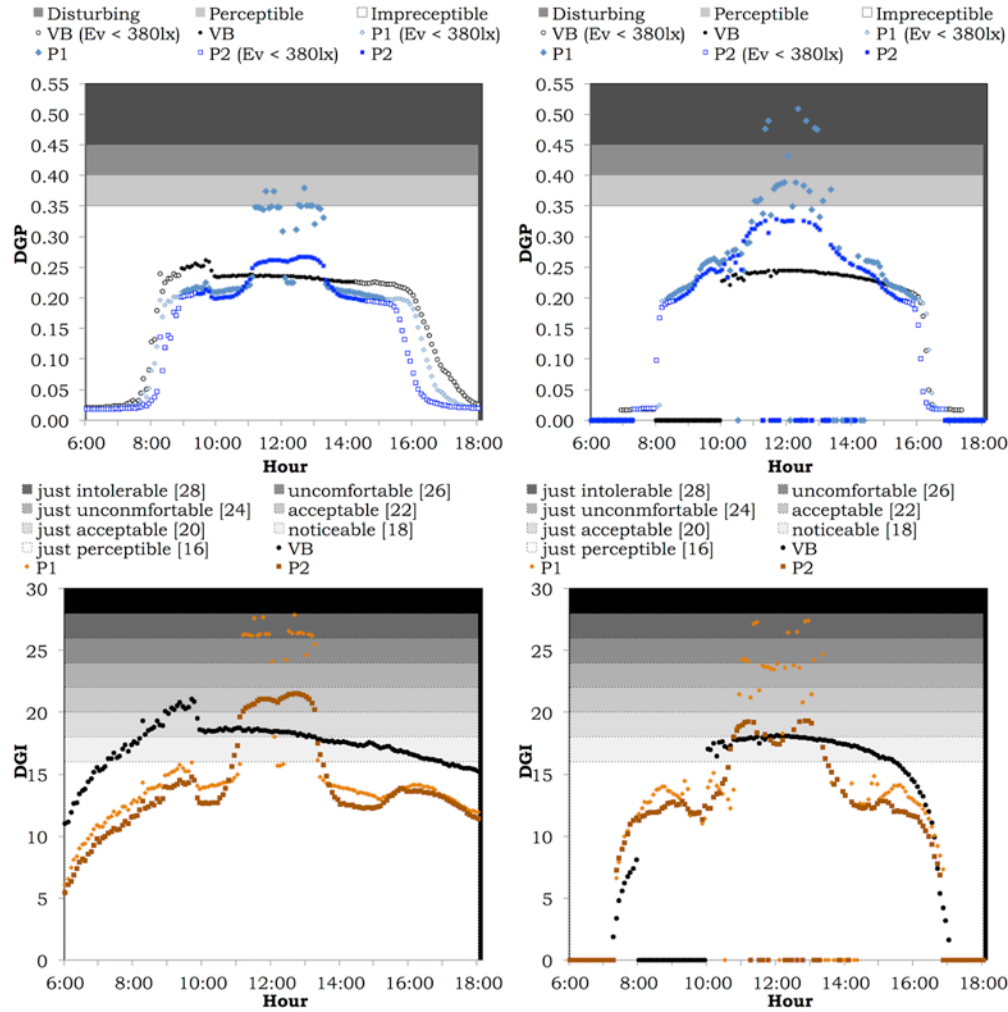 Disturbing Perceptible Impreceptible
VB (Ev < 380lx) VB P1 (Ev < 380lx)
P1 P2 (Ev < 380lx) P2
0.55
0.50
0.45
0.40
0.35
0.30
0.25
0.20
0.15
0.10
0.05
0.00
DGP
6:00 8:00 10:00 12:00 14:00 16:00 18:00
Hour
Disturbing Perceptible Impreceptible
VB (Ev < 380lx) VB P1 (Ev < 380lx)
P1 P2 (Ev < 380lx) P2
0.55
0.50
0.45
0.40
0.35
0.30
0.25
0.20
0.15
0.10
0.05
0.00
DGP
6:00 8:00 10:00 12:00 14:00 16:00 18:00
Hour
just intolerable [28] uncomfortable [26]
just unconmfortable [24] acceptable [22]
just acceptable [20] noticeable [18]
just perceptible [16] VB
P1 P2
30
25
20
15
10
5
0
DGI
6:00 8:00 10:00 12:00 14:00 16:00 18:00
Hour
just intolerable [28] uncomfortable [26]
just unconmfortable [24] acceptable [22]
just acceptable [20] noticeable [18]
just perceptible [16] VB
P1 P2
30
25
20
15
10
5
0
DGI
6:00 8:00 10:00 12:00 14:00 16:00 18:00
Hour